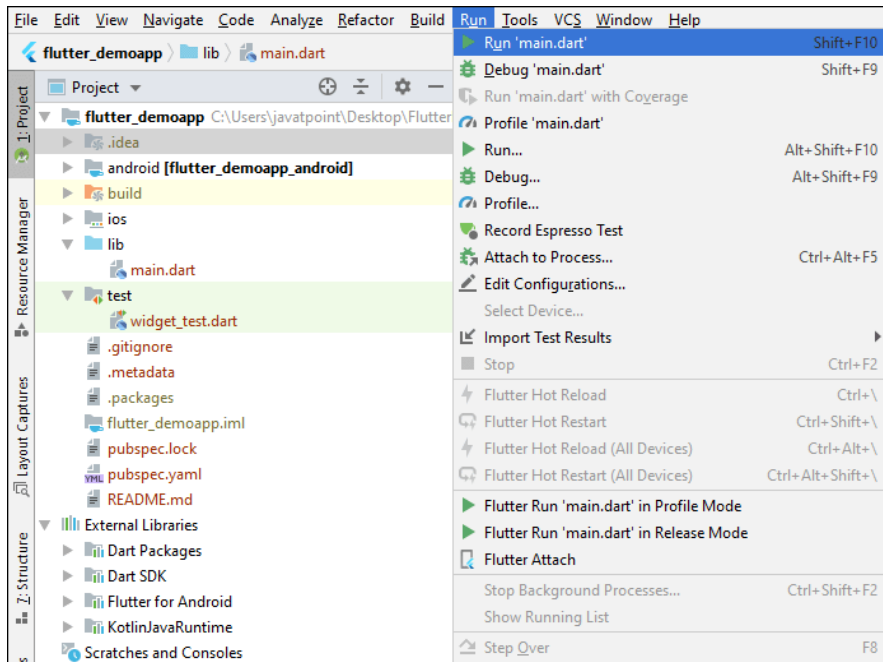 File Edit View Navigate Code Analyze Refactor Build Run Tools VCS Window Help
flutter_demoapp lib main.dart
1: Project
Resource Manager
Layout Captures
7: Structure
Project
flutter_demoapp C:\Users\javatpoint\Desktop\Flutter
.idea
android [flutter_demoapp_android]
build
ios
lib
main.dart
test
widget_test.dart
.gitignore
.metadata
.packages
flutter_demoapp.iml
pubspec.lock
pubspec.yaml
README.md
External Libraries
Dart Packages
Dart SDK
Flutter for Android
KotlinJavaRuntime
Scratches and Consoles
Run 'main.dart' Shift+F10
Debug 'main.dart' Shift+F9
Run 'main.dart' with Coverage
Profile 'main.dart'
Run... Alt+Shift+F10
Debug... Alt+Shift+F9
Profile...
Record Espresso Test
Attach to Process... Ctrl+Alt+F5
Edit Configurations...
Select Device...
Import Test Results
Stop Ctrl+F2
Flutter Hot Reload Ctrl+\
Flutter Hot Restart Ctrl+Shift+\
Flutter Hot Reload (All Devices) Ctrl+Alt+\
Flutter Hot Restart (All Devices) Ctrl+Alt+Shift+\
Flutter Run 'main.dart' in Profile Mode
Flutter Run 'main.dart' in Release Mode
Flutter Attach
Stop Background Processes... Ctrl+Shift+F2
Show Running List
Step Over F8